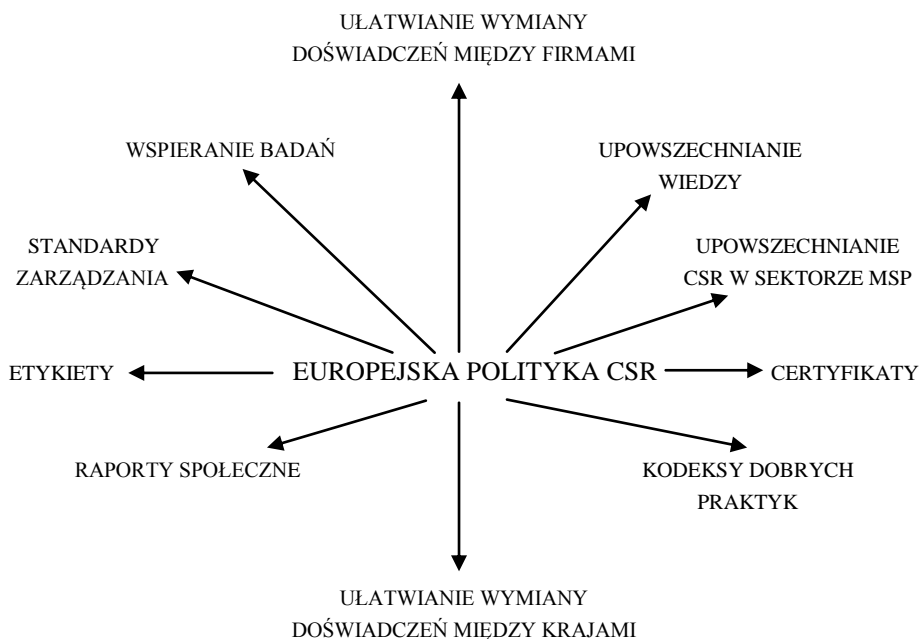 UŁATWIANIE WYMIANY
DOŚWIADCZEŃ MIĘDZY FIRMAMI
WSPIERANIE BADAŃ
UPOWSZECHNIANIE
WIEDZY
STANDARDY
ZARZĄDZANIA
UPOWSZECHNIANIE
CSR W SEKTORZE MSP
ETYKIETY
EUROPEJSKA POLITYKA CSR
CERTYFIKATY
RAPORTY SPOŁECZNE
KODEKSY DOBRYCH
PRAKTYK
UŁATWIANIE WYMIANY
DOŚWIADCZEŃ MIĘDZY KRAJAMI